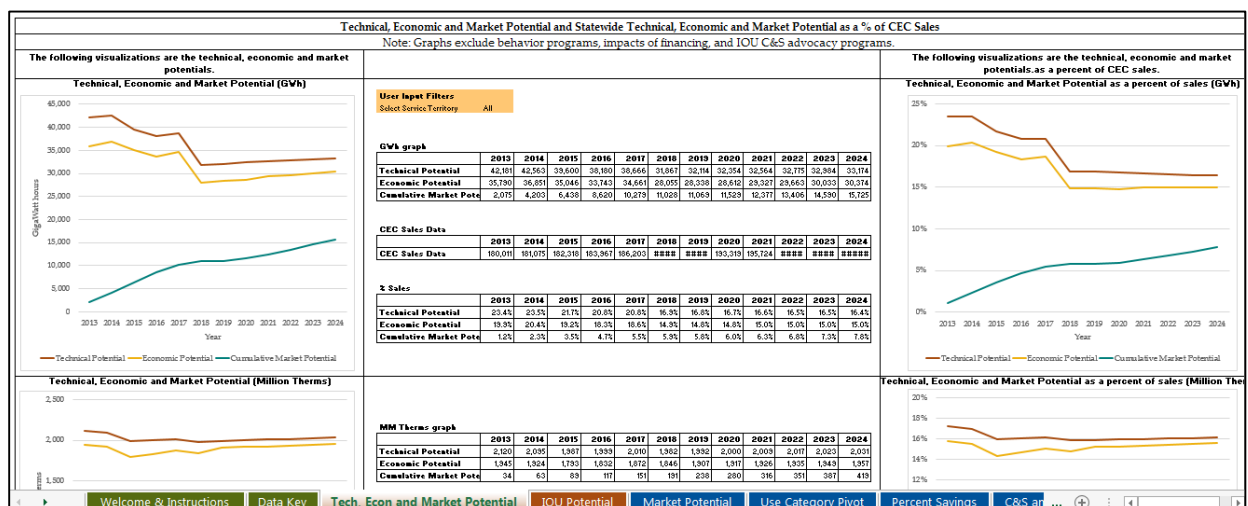 Technical, Economic and Market Potential and Statewide Technical, Economic and Market Potential as a % of CEC Sales
Note: Graphs exclude behavior programs, impacts of financing, and IOU C&S advocacy programs.
The following visualizations are the technical, economic and market
potentials.
Technical, Economic and Market Potential (GWh)
45,000
40,000
35,000
30,000
25,000
20,000
15,000
10,000
5,000
0
GigaWatt hours
2013 2014 2015 2016 2017 2018 2019 2020 2021 2022 2023 2024
Year
Technical Potential Economic Potential Cumulative Market Potential
User Input Filters
Select Service Territory All
GWh graph
2013 2014 2015 2016 2017 2018 2019 2020 2021 2022 2023 2024
Technical Potential 42,181 42,563 39,600 38,180 38,666 31,867 32,114 32,354 32,564 32,775 32,984 33,174
Economic Potential 35,790 36,851 35,046 33,743 34,661 28,055 28,338 28,612 29,327 29,663 30,033 30,374
Cumulative Market Pote 2,075 4,203 6,438 8,620 10,279 11,028 11,069 11,529 12,377 13,406 14,590 15,725
CEC Sales Data
2013 2014 2015 2016 2017 2018 2019 2020 2021 2022 2023 2024
CEC Sales Data 180,011 181,075 182,318 183,967 186,203 #### #### 193,319 195,724 #### #### #####
% Sales
2013 2014 2015 2016 2017 2018 2019 2020 2021 2022 2023 2024
Technical Potential 23.4% 23.5% 21.7% 20.8% 20.8% 16.9% 16.8% 16.7% 16.6% 16.5% 16.5% 16.4%
Economic Potential 19.9% 20.4% 19.2% 18.3% 18.6% 14.9% 14.8% 14.8% 15.0% 15.0% 15.0% 15.0%
Cumulative Market Pote 1.2% 2.3% 3.5% 4.7% 5.5% 5.9% 5.8% 6.0% 6.3% 6.8% 7.3% 7.8%
The following visualizations are the technical, economic and market
potentials.as a percent of CEC sales.
Technical, Economic and Market Potential as a percent of sales (GWh)
25%
20%
15%
10%
5%
0%
2013 2014 2015 2016 2017 2018 2019 2020 2021 2022 2023 2024
Year
Technical Potential Economic Potential Cumulative Market Potential
Technical, Economic and Market Potential (Million Therms)
2,500
2,000
1,500
MM Therms graph
2013 2014 2015 2016 2017 2018 2019 2020 2021 2022 2023 2024
Technical Potential 2,120 2,095 1,987 1,999 2,010 1,982 1,992 2,000 2,009 2,017 2,023 2,031
Economic Potential 1,945 1,924 1,793 1,832 1,872 1,846 1,907 1,917 1,926 1,935 1,949 1,957
Cumulative Market Pote 34 63 89 117 151 191 238 280 316 351 387 419
Technical, Economic and Market Potential as a percent of sales (Million Ther
20%
18%
16%
14%
12%
Welcome & Instructions Data Key Tech, Econ and Market Potential IOU Potential Market Potential Use Category Pivot Percent Savings C&S ar ...